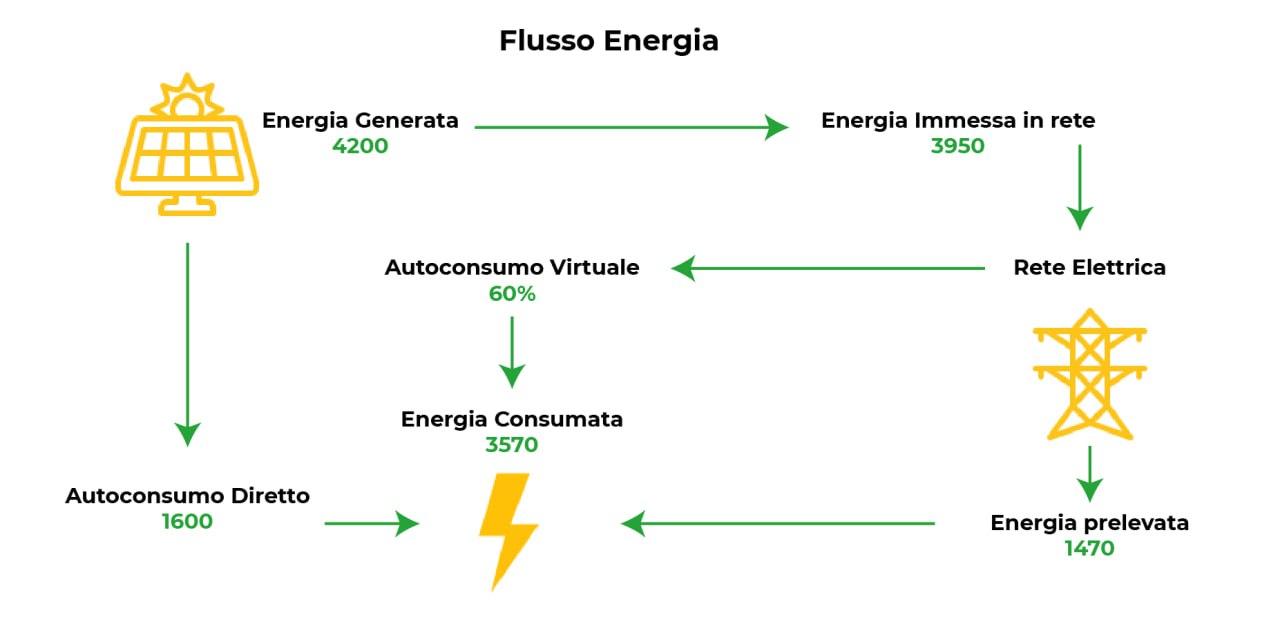 Flusso Energia
Energia Generata
4200
Energia Immessa in rete
3950
Autoconsumo Virtuale
60%
Rete Elettrica
Energia Consumata
3570
Autoconsumo Diretto
1600
Energia prelevata
1470